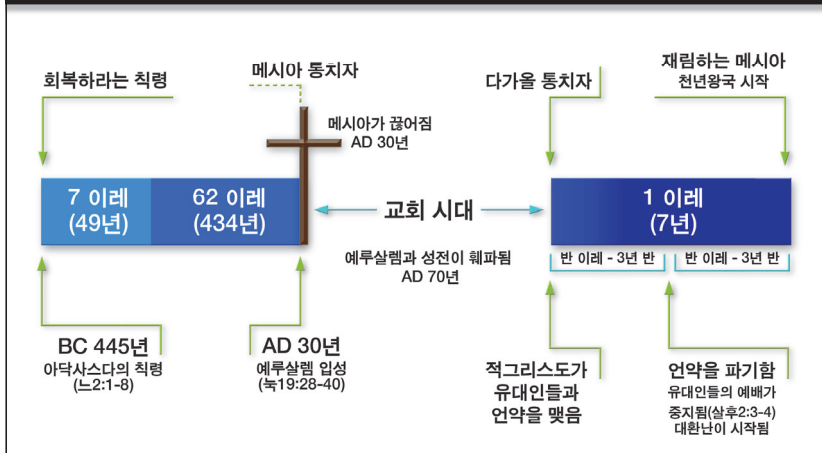 회복하라는 칙령
메시아 통치자
메시아가 끊어짐
AD 30년
다가올 통치자
재림하는 메시아
천년왕국 시작
7 이레
(49년)
62 이레
(434년)
교회 시대
1 이레
(7년)
예루살렘과 성전이 훼파됨
AD 70년
반 이레 - 3년 반
반 이레 - 3년 반
BC 445년
아닥사스다의 칙령
(느2:1-8)
AD 30년
예루살렘 입성
(눅19:28-40)
적그리스도가
유대인들과
언약을 맺음
언약을 파기함
유대인들의 예배가
중지됨(살후2:3-4)
대환난이 시작됨